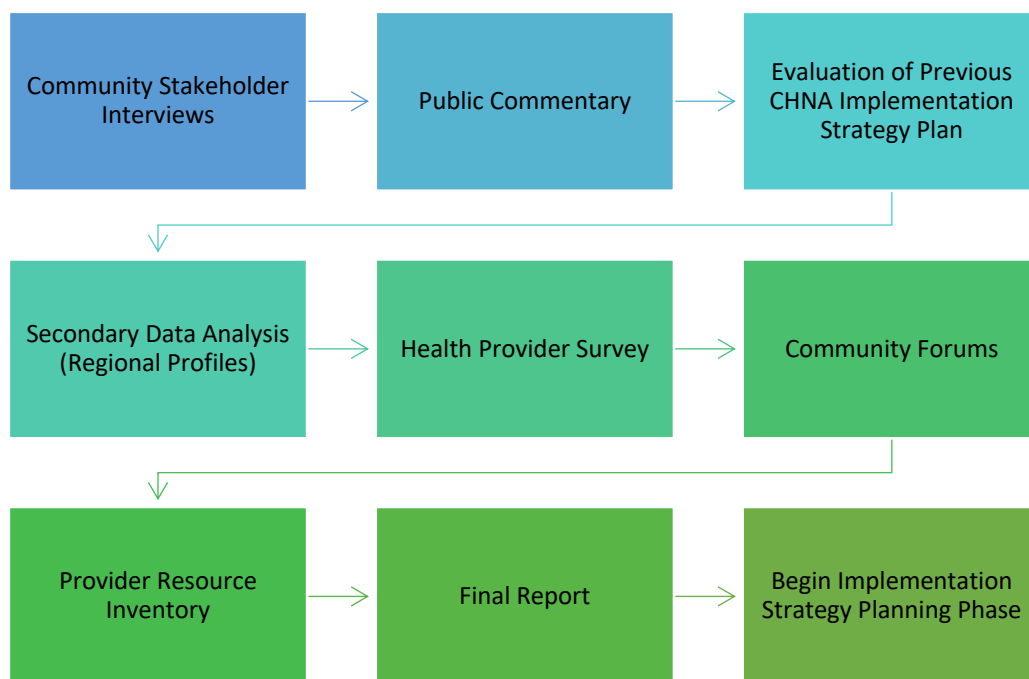 Community Stakeholder
Interviews
Public Commentary
Evaluation of Previous
CHNA Implementation
Strategy Plan
Secondary Data Analysis
(Regional Profiles)
Health Provider Survey
Community Forums
Provider Resource
Inventory
Final Report
Begin Implementation
Strategy Planning Phase